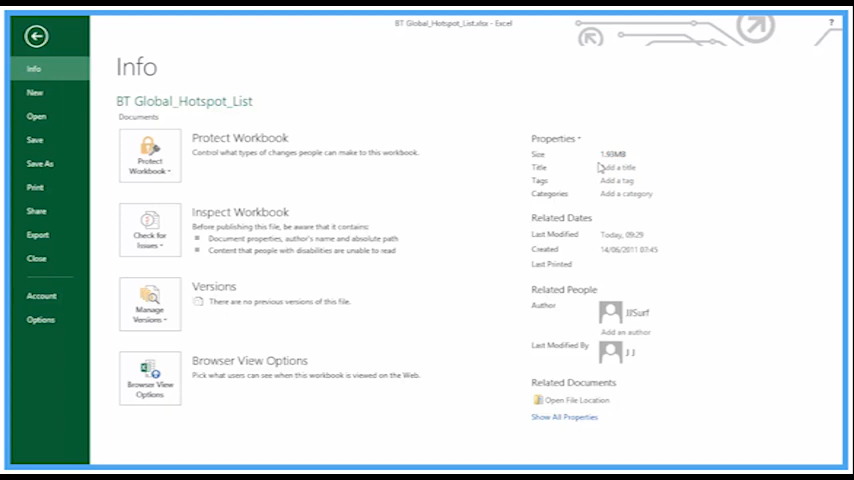 BT Global_Hotspot_List.xlsx - Excel
?
Info
Info
New
Open
Save
Save As
Print
Share
Export
Close
Account
Options
BT Global_Hotspot_List
Documents
Protect
Workbook
Protect Workbook
Control what types of changes people can make to this workbook.
Check for
Issues
Inspect Workbook
Before publishing this file, be aware that it contains:
Document properties, author's name and absolute path
Content that people with disabilities are unable to read
Manage
Versions
Versions
There are no previous versions of this file.
Browser View
Options
Browser View Options
Pick what users can see when this workbook is viewed on the Web.
Properties
Size 1.93MB
Title Add a title
Tags Add a tag
Categories Add a category
Related Dates
Last Modified Today, 09:29
Created 14/06/2011 07:45
Last Printed
Related People
Author JJSurf
Add an author
Last Modified By J J
Related Documents
Open File Location
Show All Properties